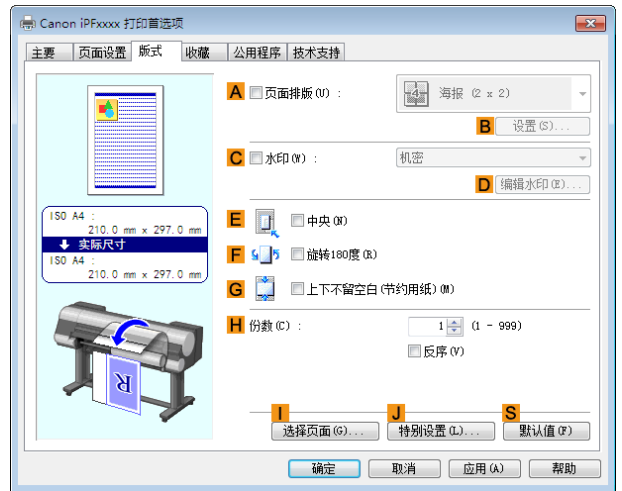 Canon iPFxxxx 打印首选项
主要 页面设置 版式 收藏 公用程序 技术支持
A 页面排版(U) : 4 海报 (2 x 2)
B 设置(S)...
C 水印(W) : 机密
D 编辑水印(E)...
ISO A4 :
210.0 mm x 297.0 mm
实际尺寸
ISO A4 :
210.0 mm x 297.0 mm
E 中央(N)
F 旋转180度(R)
G 上下不留空白(节约用纸)(M)
H 份数(C) : 1 (1 - 999)
反序(V)
R
I J S
选择页面(G)... 特别设置(L)... 默认值(F)
确定 取消 应用(A) 帮助